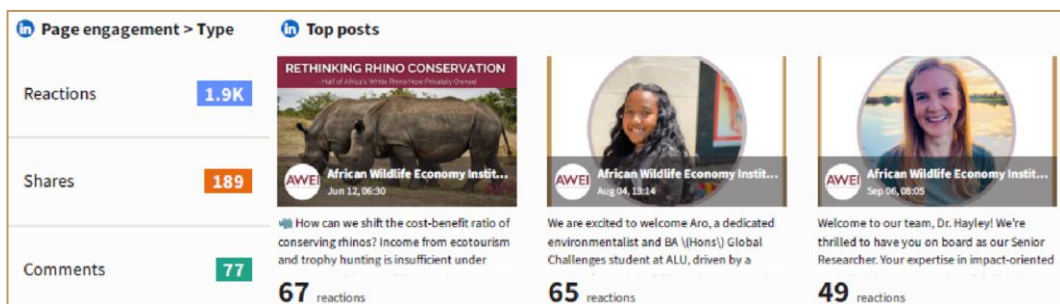 in Page engagement > Type
Reactions 1.9K
Shares 189
Comments 77
in Top posts
RETHINKING RHINO CONSERVATION
- Half of Africa's White Rhino Now Privately Owned
AWEI African Wildlife Economy Instit...
Jun 12, 06:30
🦏 How can we shift the cost-benefit ratio of
conserving rhinos? Income from ecotourism
and trophy hunting is insufficient under
67 reactions
AWEI African Wildlife Economy Instit...
Aug 04, 13:14
We are excited to welcome Aro, a dedicated
environmentalist and BA \(Hons\) Global
Challenges student at ALU, driven by a
65 reactions
AWEI African Wildlife Economy Instit...
Sep 06, 08:05
Welcome to our team, Dr. Hayley! We're
thrilled to have you on board as our Senior
Researcher. Your expertise in impact-oriented
49 reactions